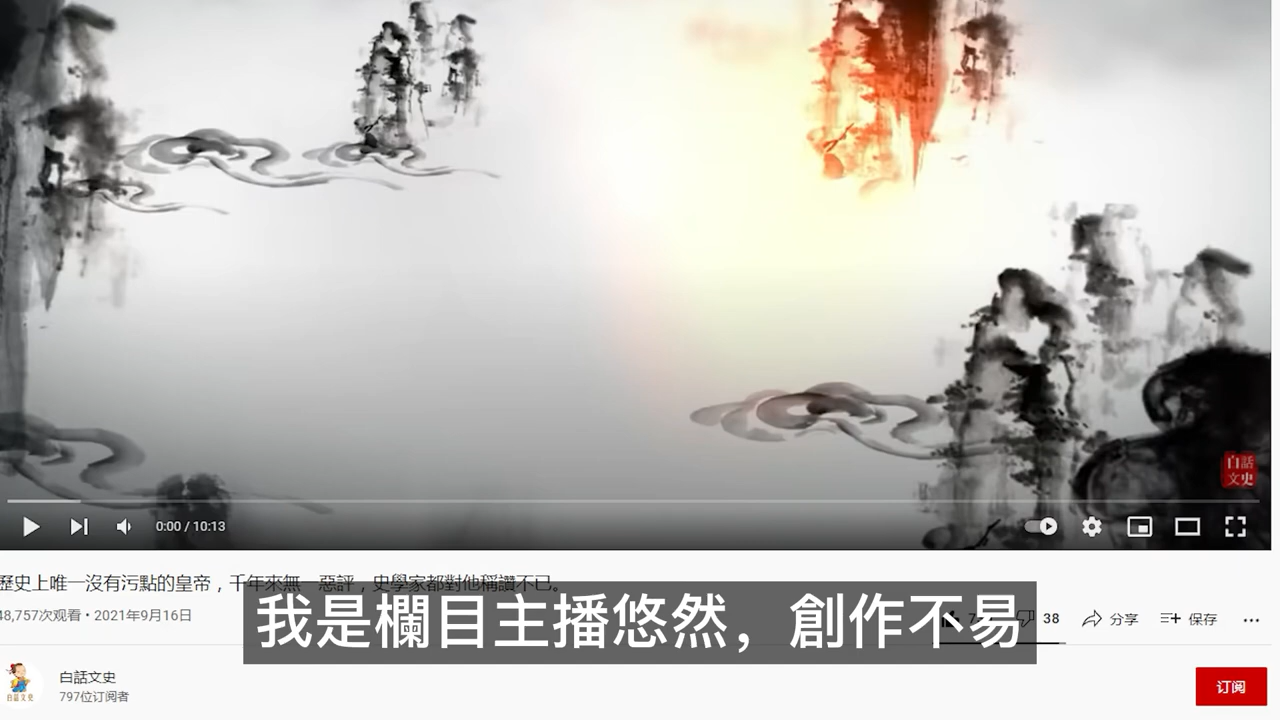 白話
文史
0:00 / 10:13
歷史上唯一沒有污點的皇帝，千年來無一惡評，史學家都對他稱讚不已。
48,757次观看 • 2021年9月16日
38
分享
保存
我是欄目主播悠然，創作不易
白話文史
白話文史
797位订阅者
订阅